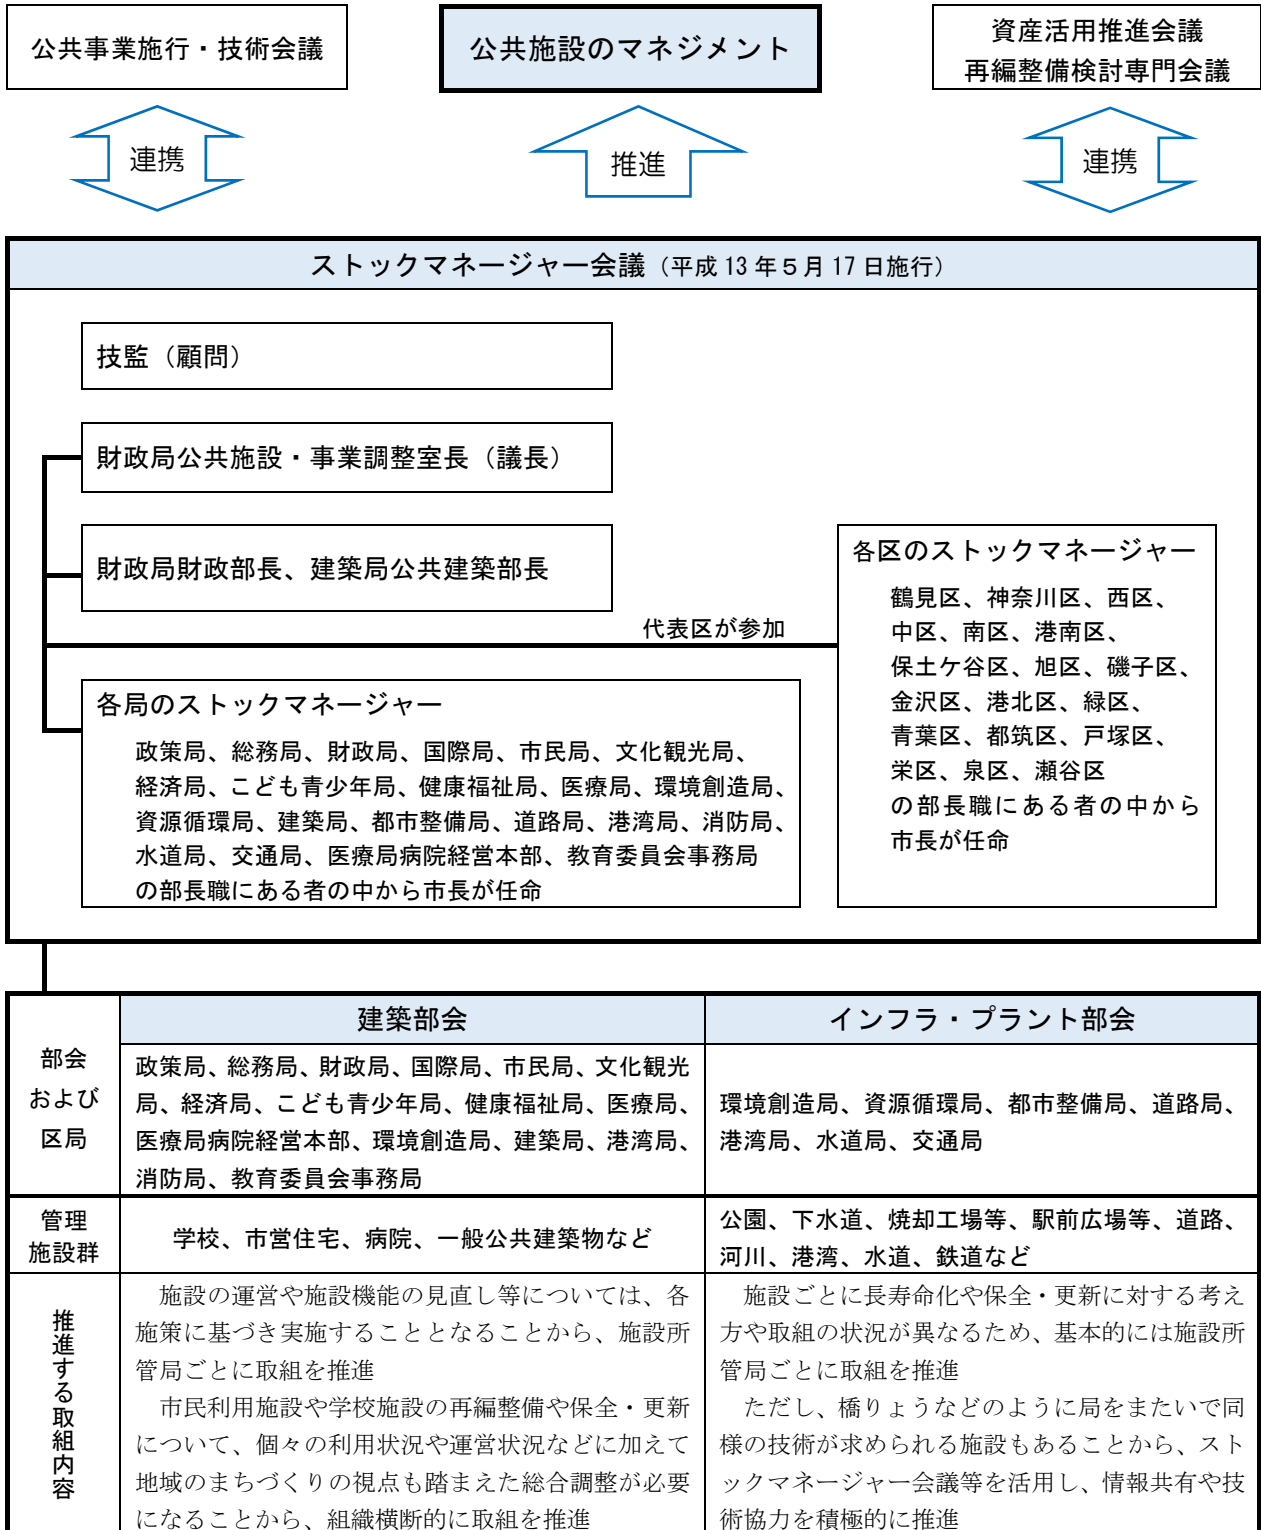 公共事業施行・技術会議
公共施設のマネジメント
資産活用推進会議
再編整備検討専門会議
連携
推進
連携
ストックマネージャー会議（平成 13 年５月 17 日施行）
技監（顧問）
財政局公共施設・事業調整室長（議長）
財政局財政部長、建築局公共建築部長
代表区が参加
各局のストックマネージャー
政策局、総務局、財政局、国際局、市民局、文化観光局、
経済局、こども青少年局、健康福祉局、医療局、環境創造局、
資源循環局、建築局、都市整備局、道路局、港湾局、消防局、
水道局、交通局、医療局病院経営本部、教育委員会事務局
の部長職にある者の中から市長が任命
各区のストックマネージャー
鶴見区、神奈川区、西区、
中区、南区、港南区、
保土ケ谷区、旭区、磯子区、
金沢区、港北区、緑区、
青葉区、都筑区、戸塚区、
栄区、泉区、瀬谷区
の部長職にある者の中から
市長が任命
部会
および
区局
建築部会
インフラ・プラント部会
政策局、総務局、財政局、国際局、市民局、文化観光
局、経済局、こども青少年局、健康福祉局、医療局、
医療局病院経営本部、環境創造局、建築局、港湾局、
消防局、教育委員会事務局
環境創造局、資源循環局、都市整備局、道路局、
港湾局、水道局、交通局
管理
施設群
学校、市営住宅、病院、一般公共建築物など
公園、下水道、焼却工場等、駅前広場等、道路、
河川、港湾、水道、鉄道など
推進する取組内容
施設の運営や施設機能の見直し等については、各
施策に基づき実施することとなることから、施設所
管局ごとに取組を推進
市民利用施設や学校施設の再編整備や保全・更新
について、個々の利用状況や運営状況などに加えて
地域のまちづくりの視点も踏まえた総合調整が必要
になることから、組織横断的に取組を推進
施設ごとに長寿命化や保全・更新に対する考え
方や取組の状況が異なるため、基本的には施設所
管局ごとに取組を推進
ただし、橋りょうなどのように局をまたいで同
様の技術が求められる施設もあることから、スト
ックマネージャー会議等を活用し、情報共有や技
術協力を積極的に推進